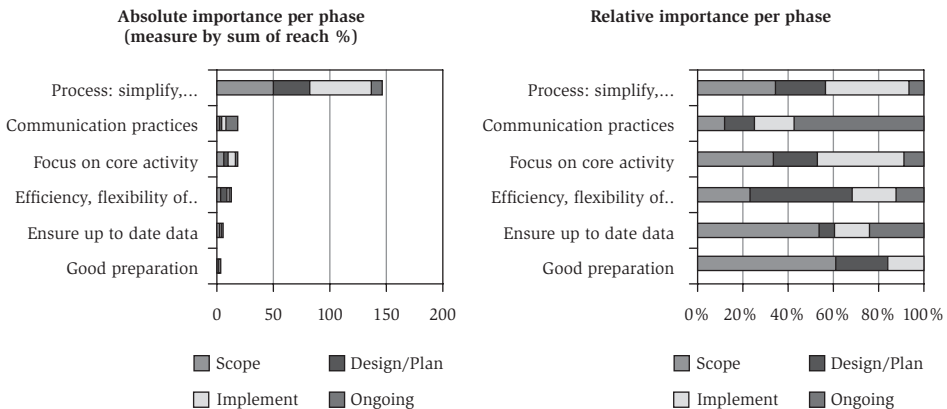 Absolute importance per phase
(measure by sum of reach %)
Process: simplify,...
Communication practices
Focus on core activity
Efficiency, flexibility of..
Ensure up to date data
Good preparation
0 50 100 150 200
Scope Design/Plan
Implement Ongoing
Relative importance per phase
Process: simplify,...
Communication practices
Focus on core activity
Efficiency, flexibility of..
Ensure up to date data
Good preparation
0% 20% 40% 60% 80% 100%
Scope Design/Plan
Implement Ongoing